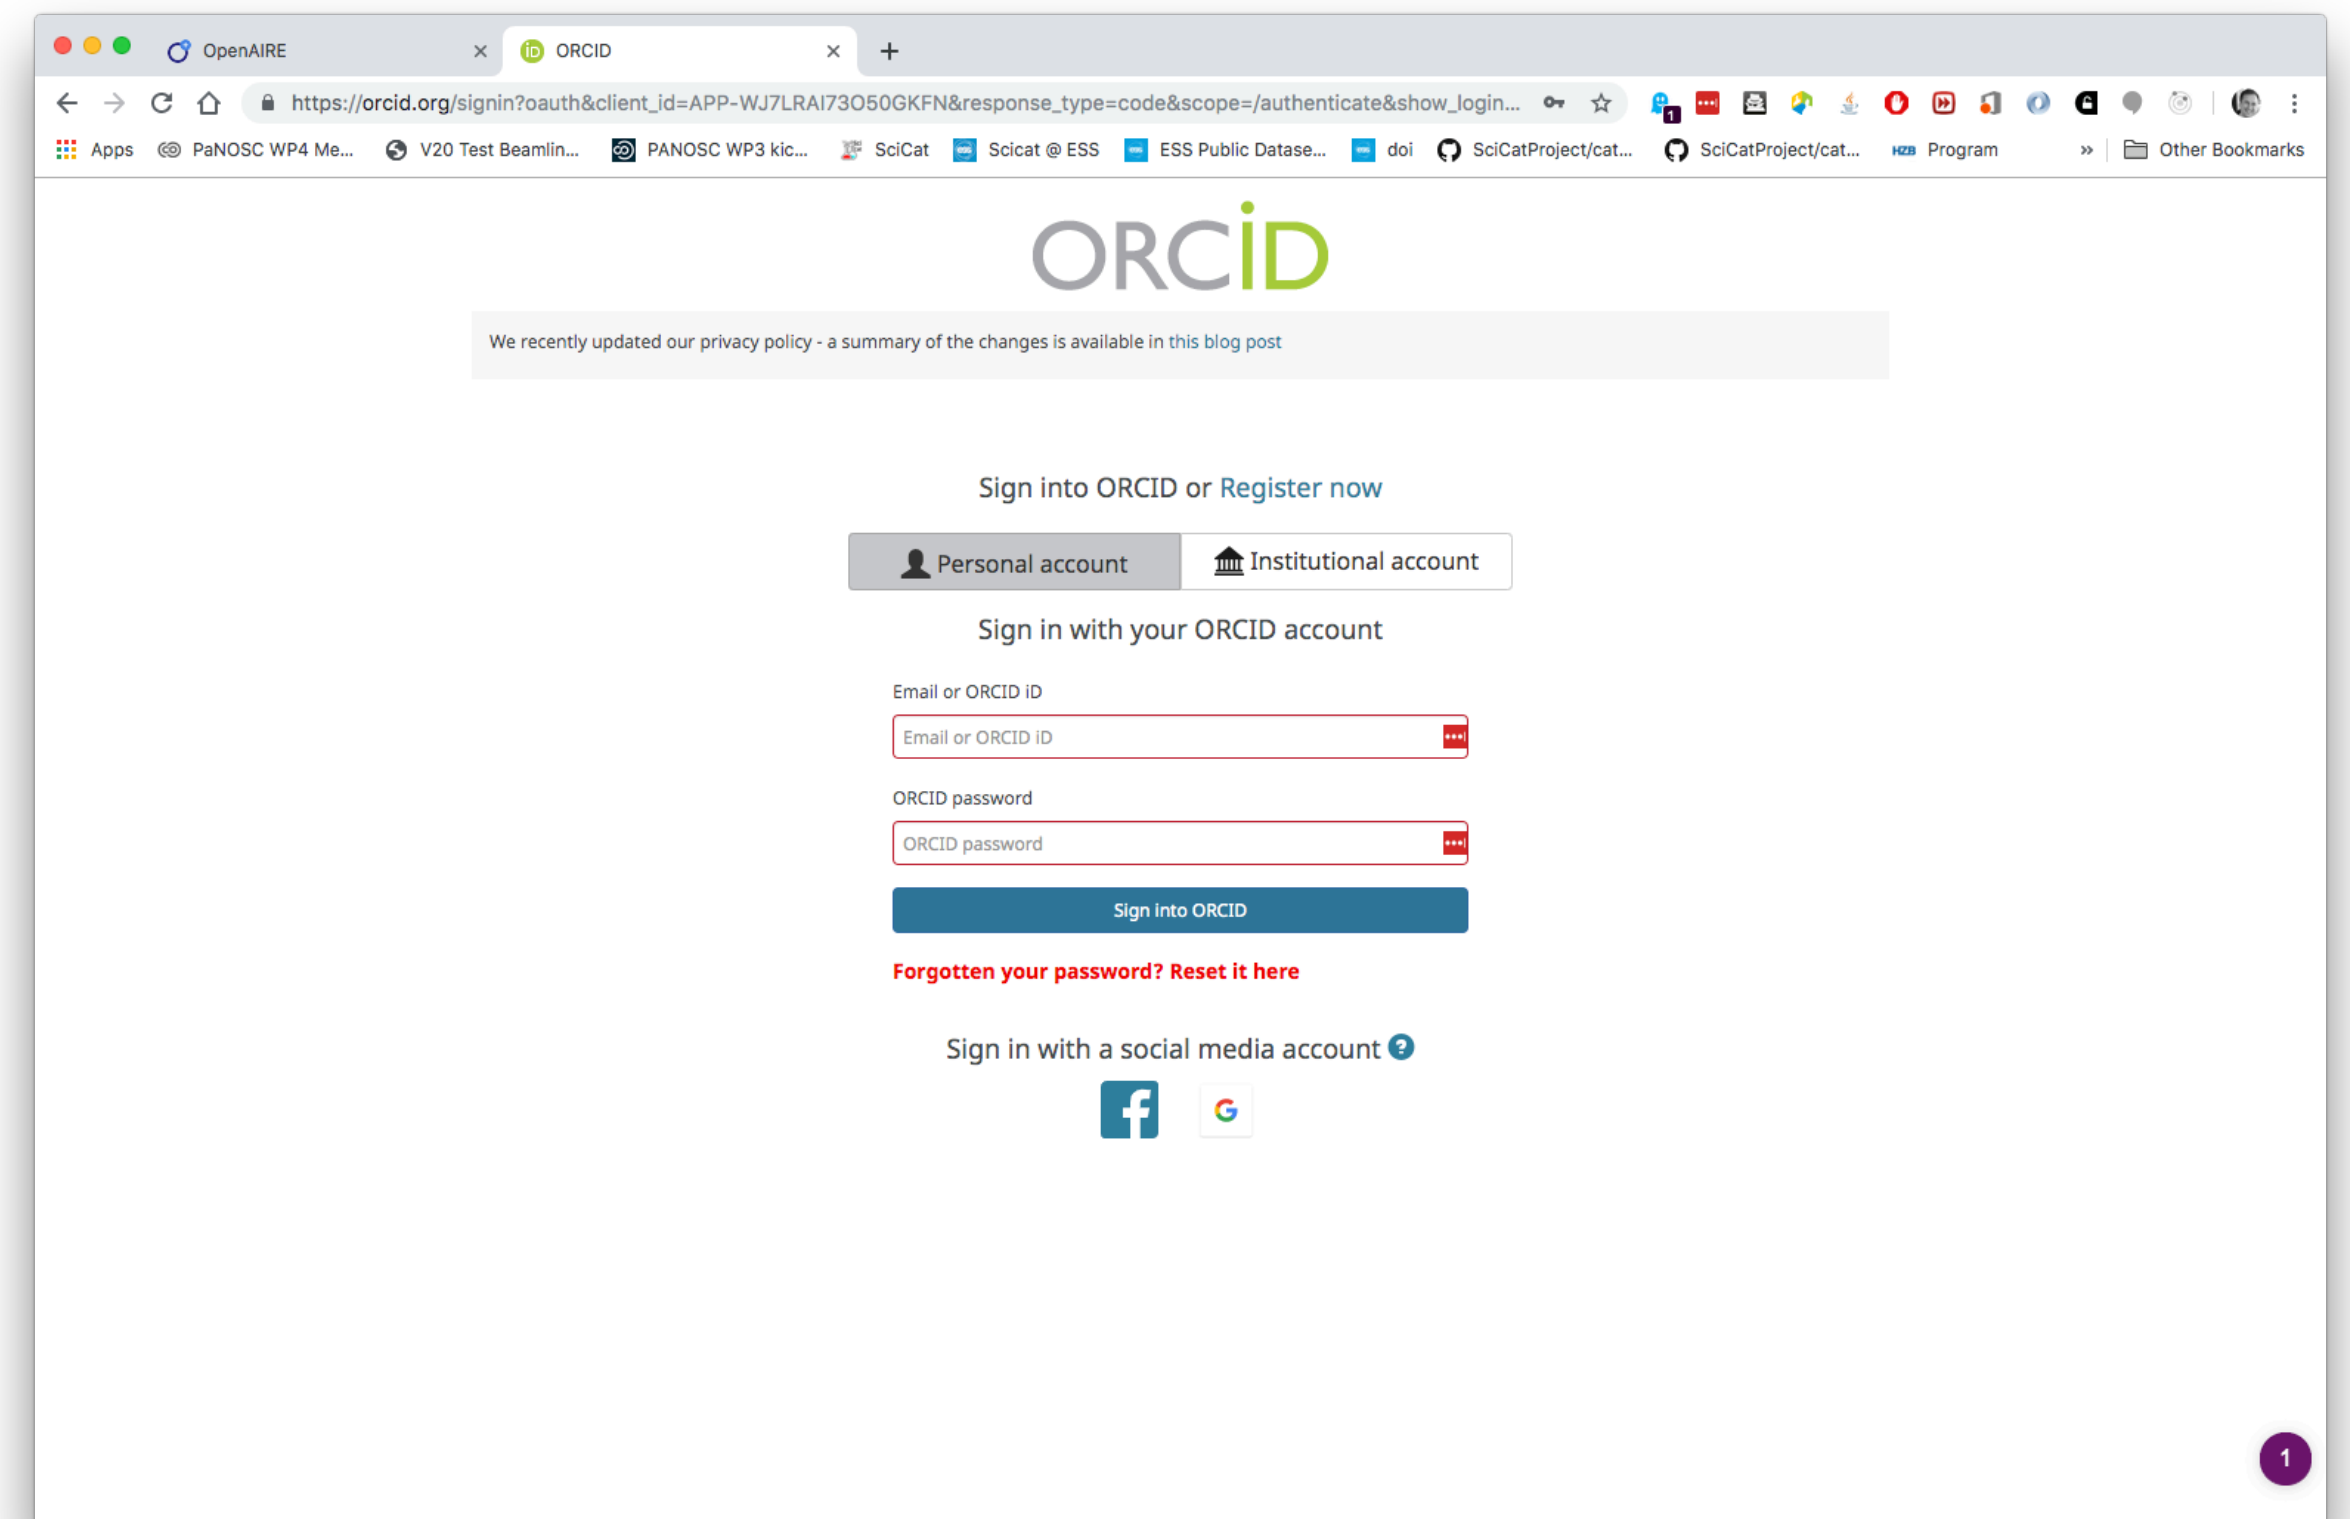 OpenAIRE
ORCID
https://orcid.org/signin?oauth&client_id=APP-WJ7LRAI73O50GKFN&response_type=code&scope=/authenticate&show_login...
1
Apps PaNOSC WP4 Me... V20 Test Beamlin... PANOSC WP3 kic... SciCat Scicat @ ESS ESS Public Datase... doi SciCatProject/cat... SciCatProject/cat... HZB Program » Other Bookmarks
ORCiD
We recently updated our privacy policy - a summary of the changes is available in this blog post
Sign into ORCID or Register now
Personal account
Institutional account
Sign in with your ORCID account
Email or ORCID iD
Email or ORCID iD
ORCID password
ORCID password
Sign into ORCID
Forgotten your password? Reset it here
Sign in with a social media account ?
1